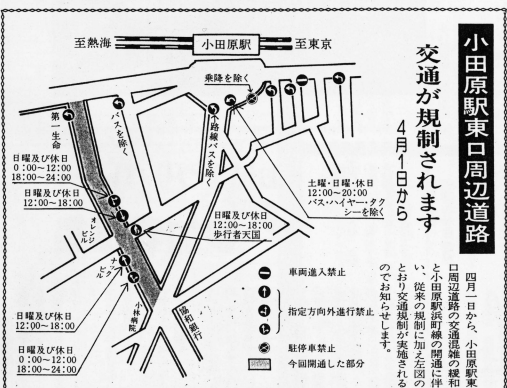 小田原駅東口周辺道路
交通が規制されます
4月1日から
至熱海
小田原駅
至東京
乗降を除く
第一生命
バスを除く
路線バスを除く
日曜及び休日
0:00~12:00
18:00~24:00
日曜及び休日
12:00~18:00
オレンジ
ビル
ナック
ビル
日曜及び休日
12:00~18:00
歩行者天国
土曜・日曜・休日
12:00~20:00
バス・ハイヤー・タク
シーを除く
日曜及び休日
12:00~18:00
日曜及び休日
0:00~12:00
18:00~24:00
小林病院
協和銀行
車両進入禁止
指定方向外進行禁止
駐停車禁止
今回開通した部分
四月一日から、小田原駅東
口周辺道路の交通混雑の緩和
と小田原駅浜町線の開通に伴
い、従来の規制に加え左図の
とおり交通規制が実施される
のでお知らせします。